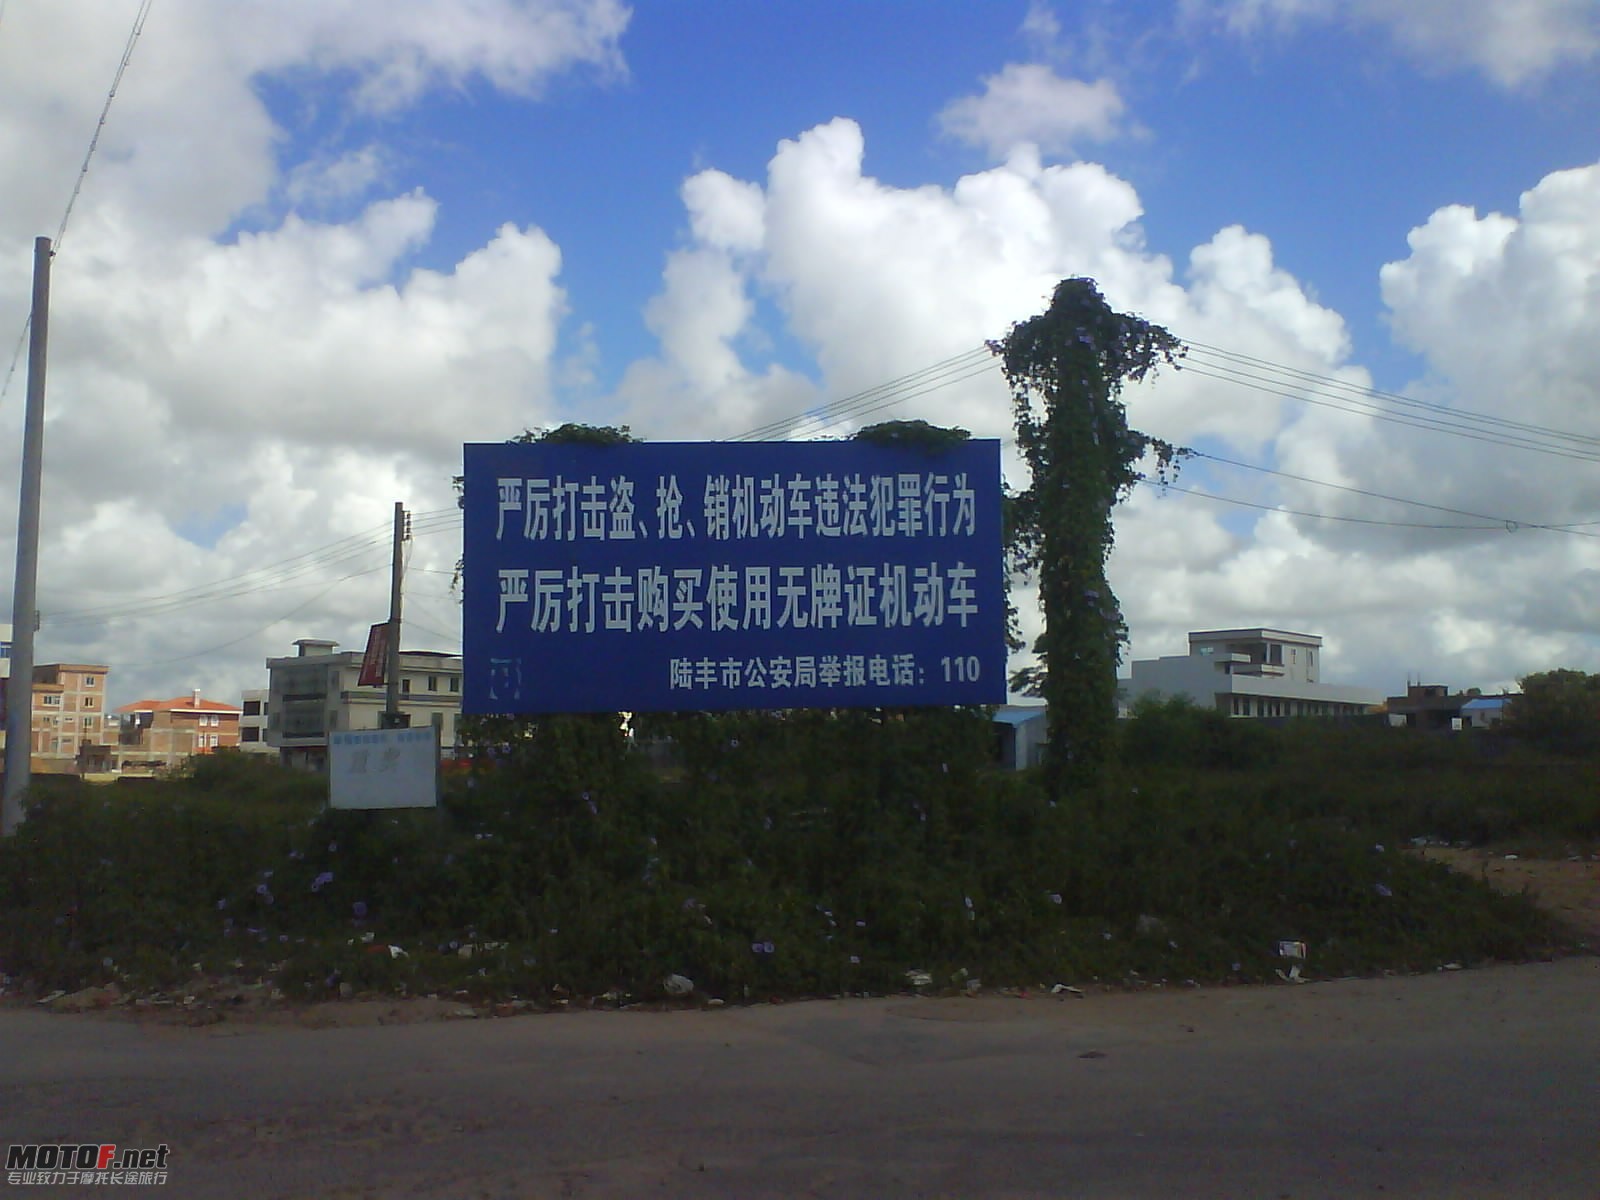 严厉打击盗、抢、销机动车违法犯罪行为
严厉打击购买使用无牌证机动车
陆丰市公安局举报电话：110
MOTOF.net
专业致力于摩托长途旅行